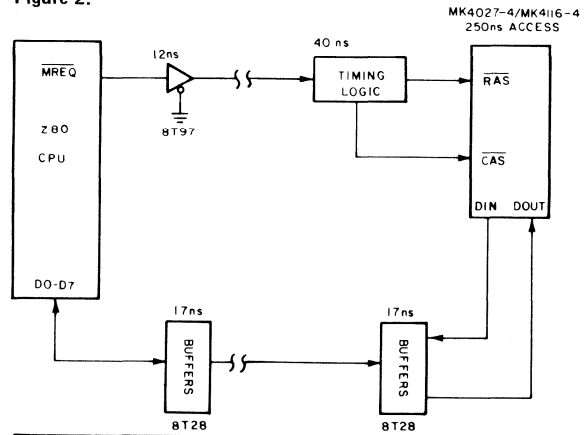 Figure 2.
MK4027-4/MK4116-4
250ns ACCESS
12ns
40 ns
MREQ
TIMING
LOGIC
RAS
8T97
Z80
CPU
CAS
DIN DOUT
DO-D7
17ns
17ns
BUFFERS
BUFFERS
8T28
8T28